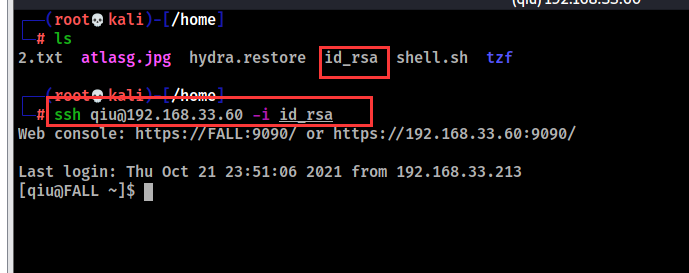 (qiu) 192.168.33.60
┌──(root💀kali)-[/home]
└─# ls
2.txt atlasg.jpg hydra.restore id_rsa shell.sh tzf
┌──(root💀kali)-[/home]
└─# ssh qiu@192.168.33.60 -i id_rsa
Web console: https://FALL:9090/ or https://192.168.33.60:9090/
Last login: Thu Oct 21 23:51:06 2021 from 192.168.33.213
[qiu@FALL ~]$